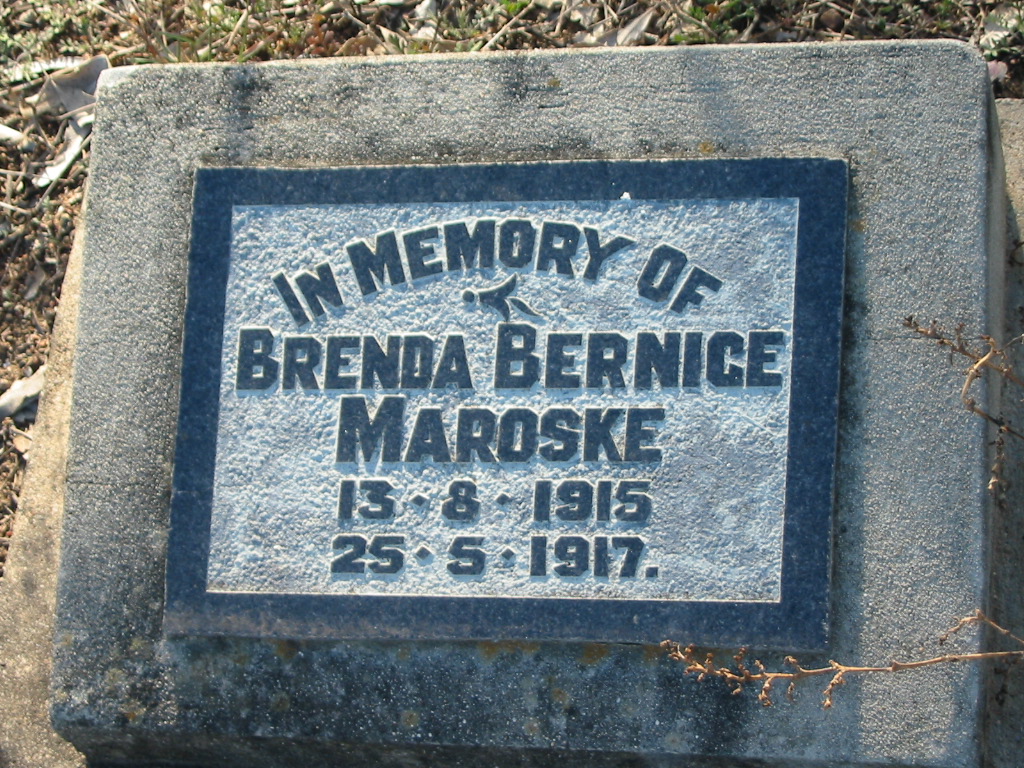 IN MEMORY OF
BRENDA BERNICE
MAROSKE
13·8·1915
25·5·1917.